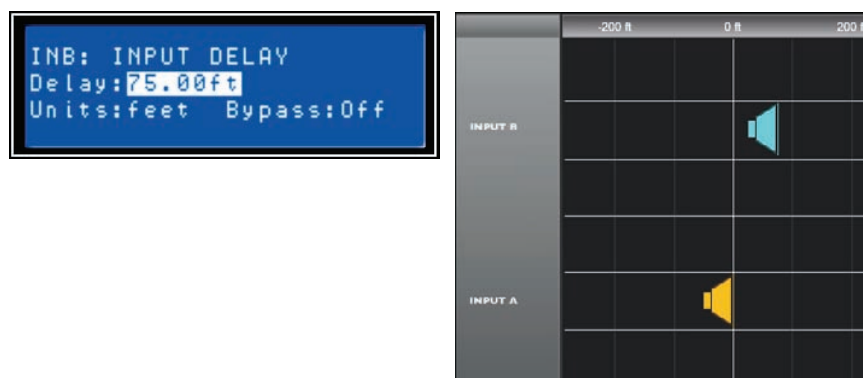 INB: INPUT DELAY
Delay:75.00ft
Units:feet Bypass:Off
-200 ft 0 ft 200
INPUT B
INPUT A